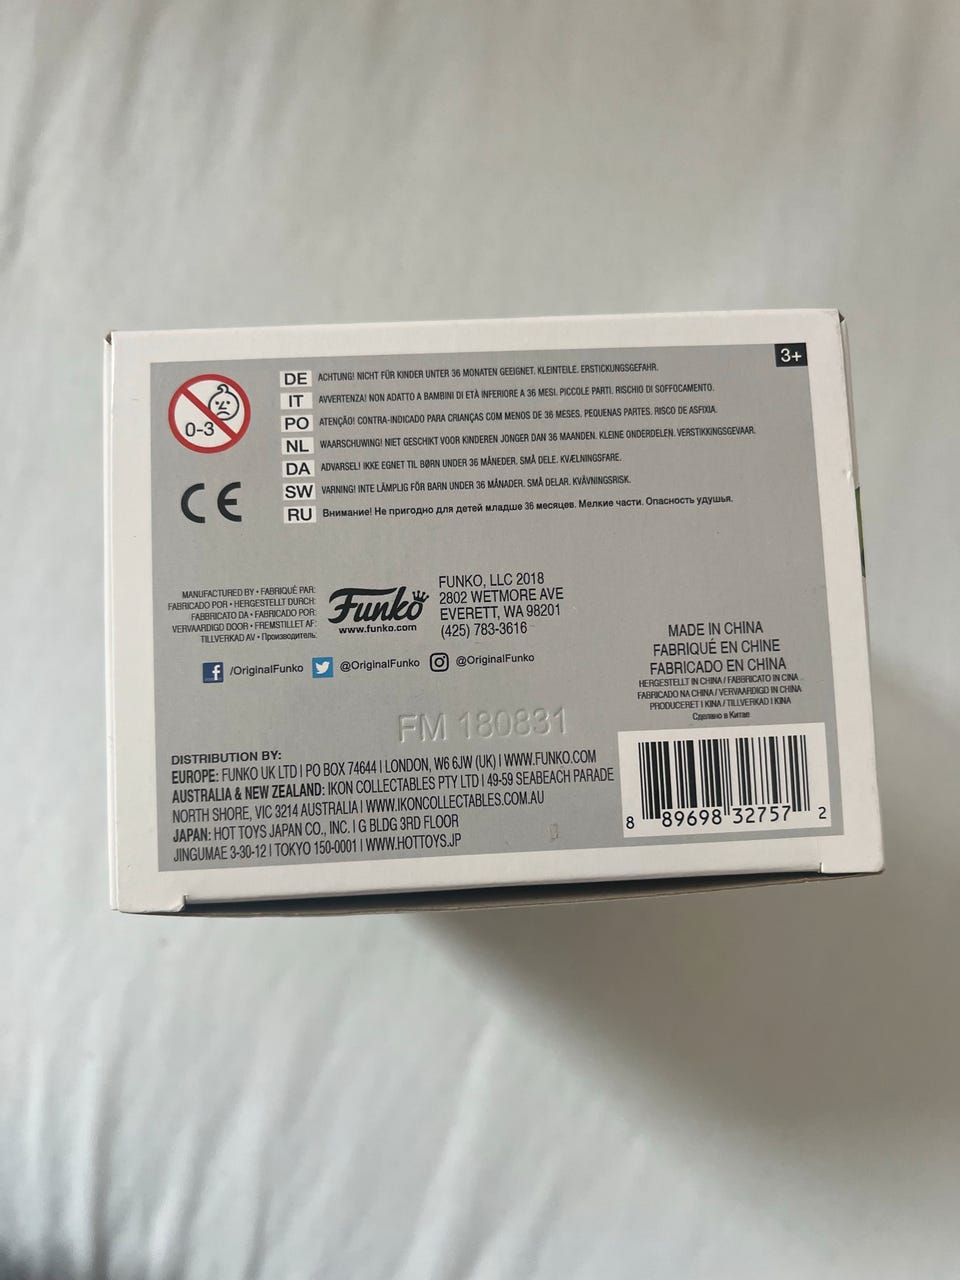 3+
0-3
DE ACHTUNG! NICHT FÜR KINDER UNTER 36 MONATEN GEEIGNET. KLEINTEILE. ERSTICKUNGSGEFAHR.
IT AVVERTENZA! NON ADATTO A BAMBINI DI ETÀ INFERIORE A 36 MESI. PICCOLE PARTI. RISCHIO DI SOFFOCAMENTO.
PO ATENÇÃO! CONTRA-INDICADO PARA CRIANÇAS COM MENOS DE 36 MESES. PEQUENAS PARTES. RISCO DE ASFIXIA.
NL WAARSCHUWING! NIET GESCHIKT VOOR KINDEREN JONGER DAN 36 MAANDEN. KLEINE ONDERDELEN. VERSTIKKINGSGEVAAR.
DA ADVARSEL! IKKE EGNET TIL BØRN UNDER 36 MÅNEDER. SMÅ DELE. KVÆLNINGSFARE.
SW VARNING! INTE LÄMPLIG FÖR BARN UNDER 36 MÅNADER. SMÅ DELAR. KVÄVNINGSRISK.
RU Внимание! Не пригодно для детей младше 36 месяцев. Мелкие части. Опасность удушья.
CE
MANUFACTURED BY • FABRIQUÉ PAR:
FABRICADO POR • HERGESTELLT DURCH:
FABBRICATO DA • FABRICADO POR:
VERVAARDIGD DOOR • FREMSTILLET AF:
TILLVERKAD AV • Производитель:
Funko
www.funko.com
FUNKO, LLC 2018
2802 WETMORE AVE
EVERETT, WA 98201
(425) 783-3616
f /OriginalFunko @OriginalFunko @OriginalFunko
MADE IN CHINA
FABRIQUÉ EN CHINE
FABRICADO EN CHINA
HERGESTELLT IN CHINA / FABBRICATO IN CINA
FABRICADO NA CHINA / VERVAARDIGD IN CHINA
PRODUCERET I KINA / TILLVERKAD I KINA
Сделано в Китае
FM 180831
DISTRIBUTION BY:
EUROPE: FUNKO UK LTD | PO BOX 74644 | LONDON, W6 6JW (UK) | WWW.FUNKO.COM
AUSTRALIA & NEW ZEALAND: IKON COLLECTABLES PTY LTD | 49-59 SEABEACH PARADE
NORTH SHORE, VIC 3214 AUSTRALIA | WWW.IKONCOLLECTABLES.COM.AU
JAPAN: HOT TOYS JAPAN CO., INC. | G BLDG 3RD FLOOR
JINGUMAE 3-30-12 | TOKYO 150-0001 | WWW.HOTTOYS.JP
8 89698 32757 2